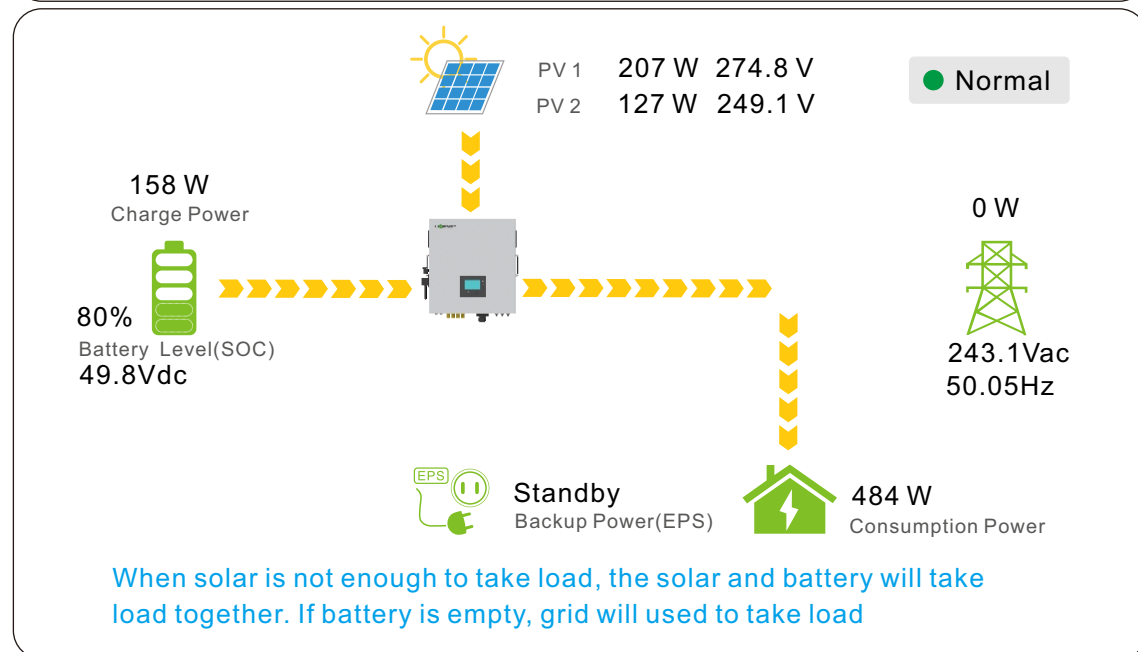 PV 1 207 W 274.8 V
PV 2 127 W 249.1 V
Normal
158 W
Charge Power
0 W
80%
Battery Level(SOC)
49.8Vdc
243.1Vac
50.05Hz
EPS
Standby
Backup Power(EPS)
484 W
Consumption Power
When solar is not enough to take load, the solar and battery will take
load together. If battery is empty, grid will used to take load